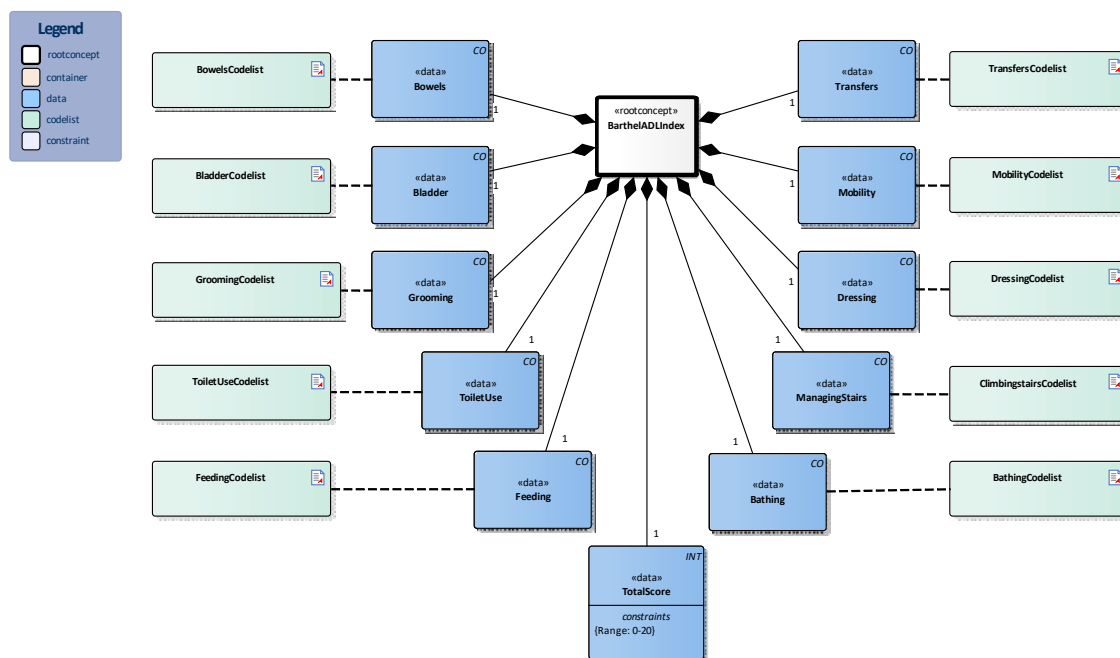 Legend
rootconcept
container
data
codelist
constraint
BowelsCodelist
CO
«data»
Bowels
1
«rootconcept»
BarthelADLIndex
CO
«data»
Transfers
1
TransfersCodelist
BladderCodelist
CO
«data»
Bladder
1
CO
«data»
Mobility
1
MobilityCodelist
GroomingCodelist
CO
«data»
Grooming
1
CO
«data»
Dressing
1
DressingCodelist
ToiletUseCodelist
CO
«data»
ToiletUse
1
CO
«data»
ManagingStairs
1
ClimbingstairsCodelist
FeedingCodelist
CO
«data»
Feeding
1
CO
«data»
Bathing
1
BathingCodelist
1
INT
«data»
TotalScore
constraints
{Range: 0-20}